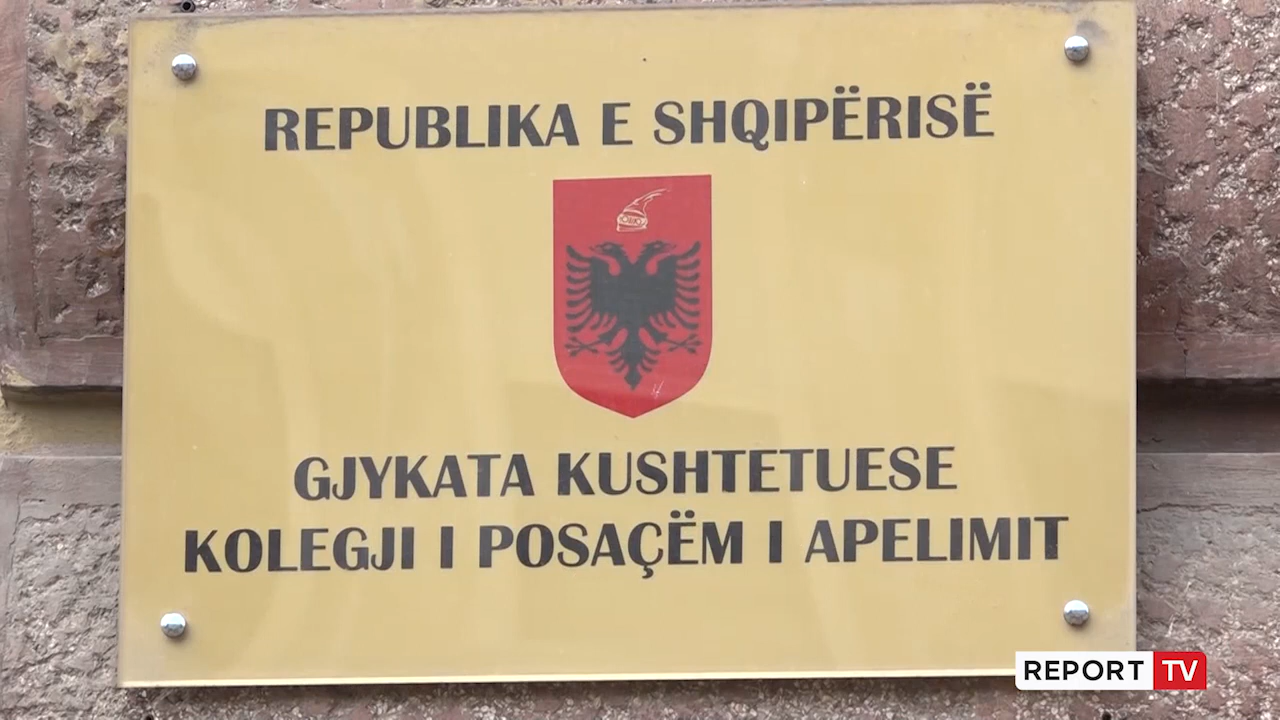 REPUBLIKA E SHQIPËRISË
GJYKATA KUSHTETUESE
KOLEGJI I POSAÇËM I APELIMIT
REPORT TV